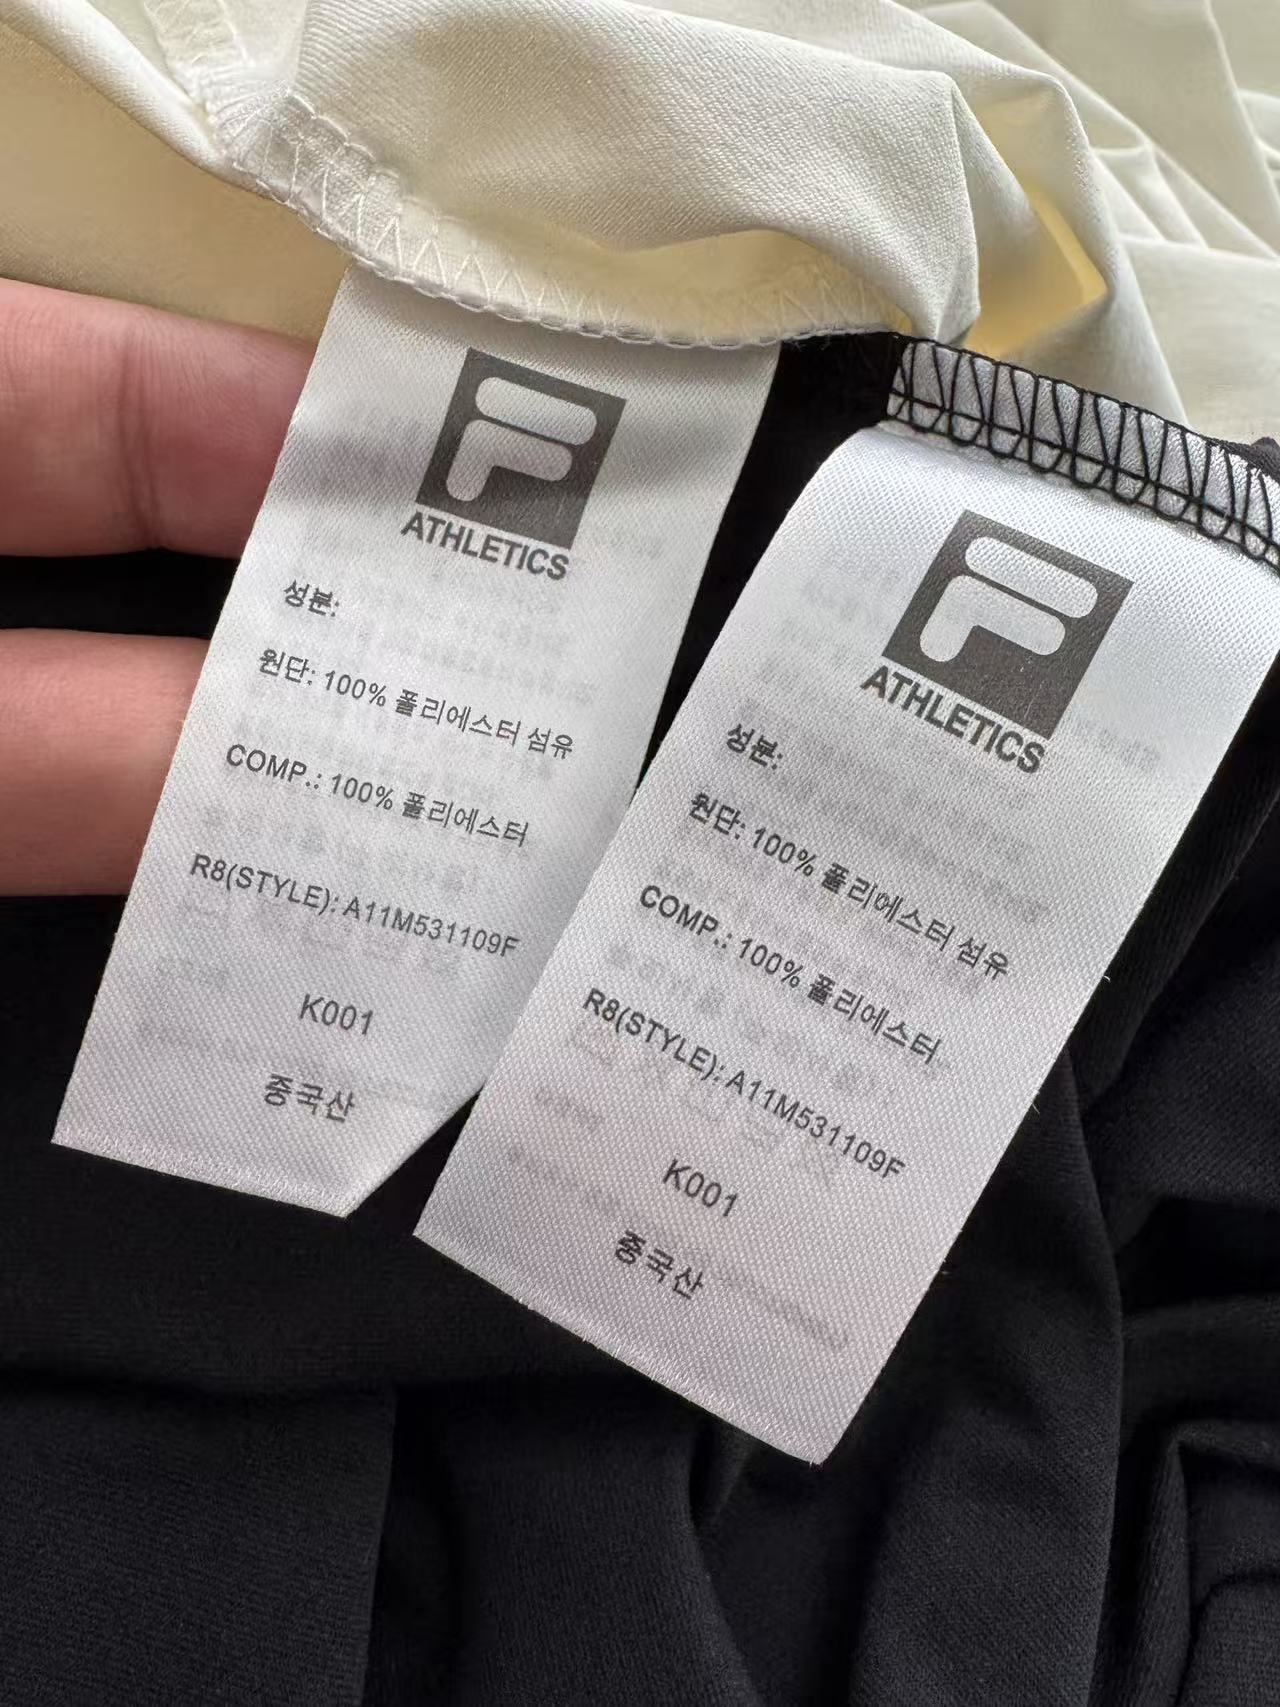 F
ATHLETICS
성분:
원단: 100% 폴리에스터 섬유
COMP.: 100% 폴리에스터
R8(STYLE): A11M531109F
K001
중국산
F
ATHLETICS
성분:
원단: 100% 폴리에스터 섬유
COMP.: 100% 폴리에스터
R8(STYLE): A11M531109F
K001
중국산